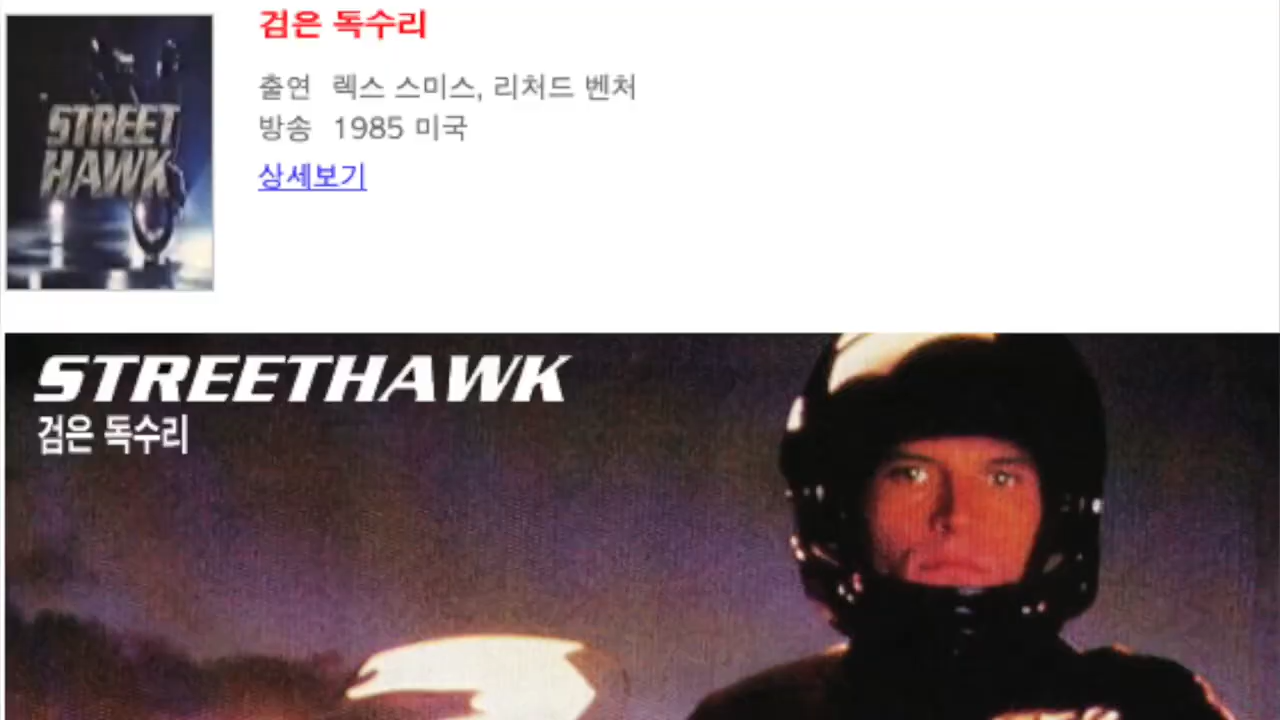 검은 독수리
출연 렉스 스미스, 리처드 벤처
방송 1985 미국
상세보기
STREET
HAWK
STREETHAWK
검은 독수리